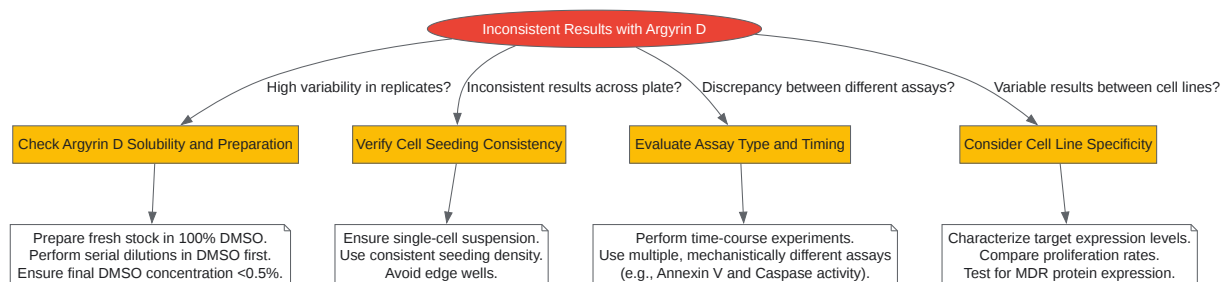 Inconsistent Results with Argyrin D
High variability in replicates?
Inconsistent results across plate?
Discrepancy between different assays?
Variable results between cell lines?
Check Argyrin D Solubility and Preparation
Verify Cell Seeding Consistency
Evaluate Assay Type and Timing
Consider Cell Line Specificity
Prepare fresh stock in 100% DMSO.
Perform serial dilutions in DMSO first.
Ensure final DMSO concentration <0.5%.
Ensure single-cell suspension.
Use consistent seeding density.
Avoid edge wells.
Perform time-course experiments.
Use multiple, mechanistically different assays
(e.g., Annexin V and Caspase activity).
Characterize target expression levels.
Compare proliferation rates.
Test for MDR protein expression.